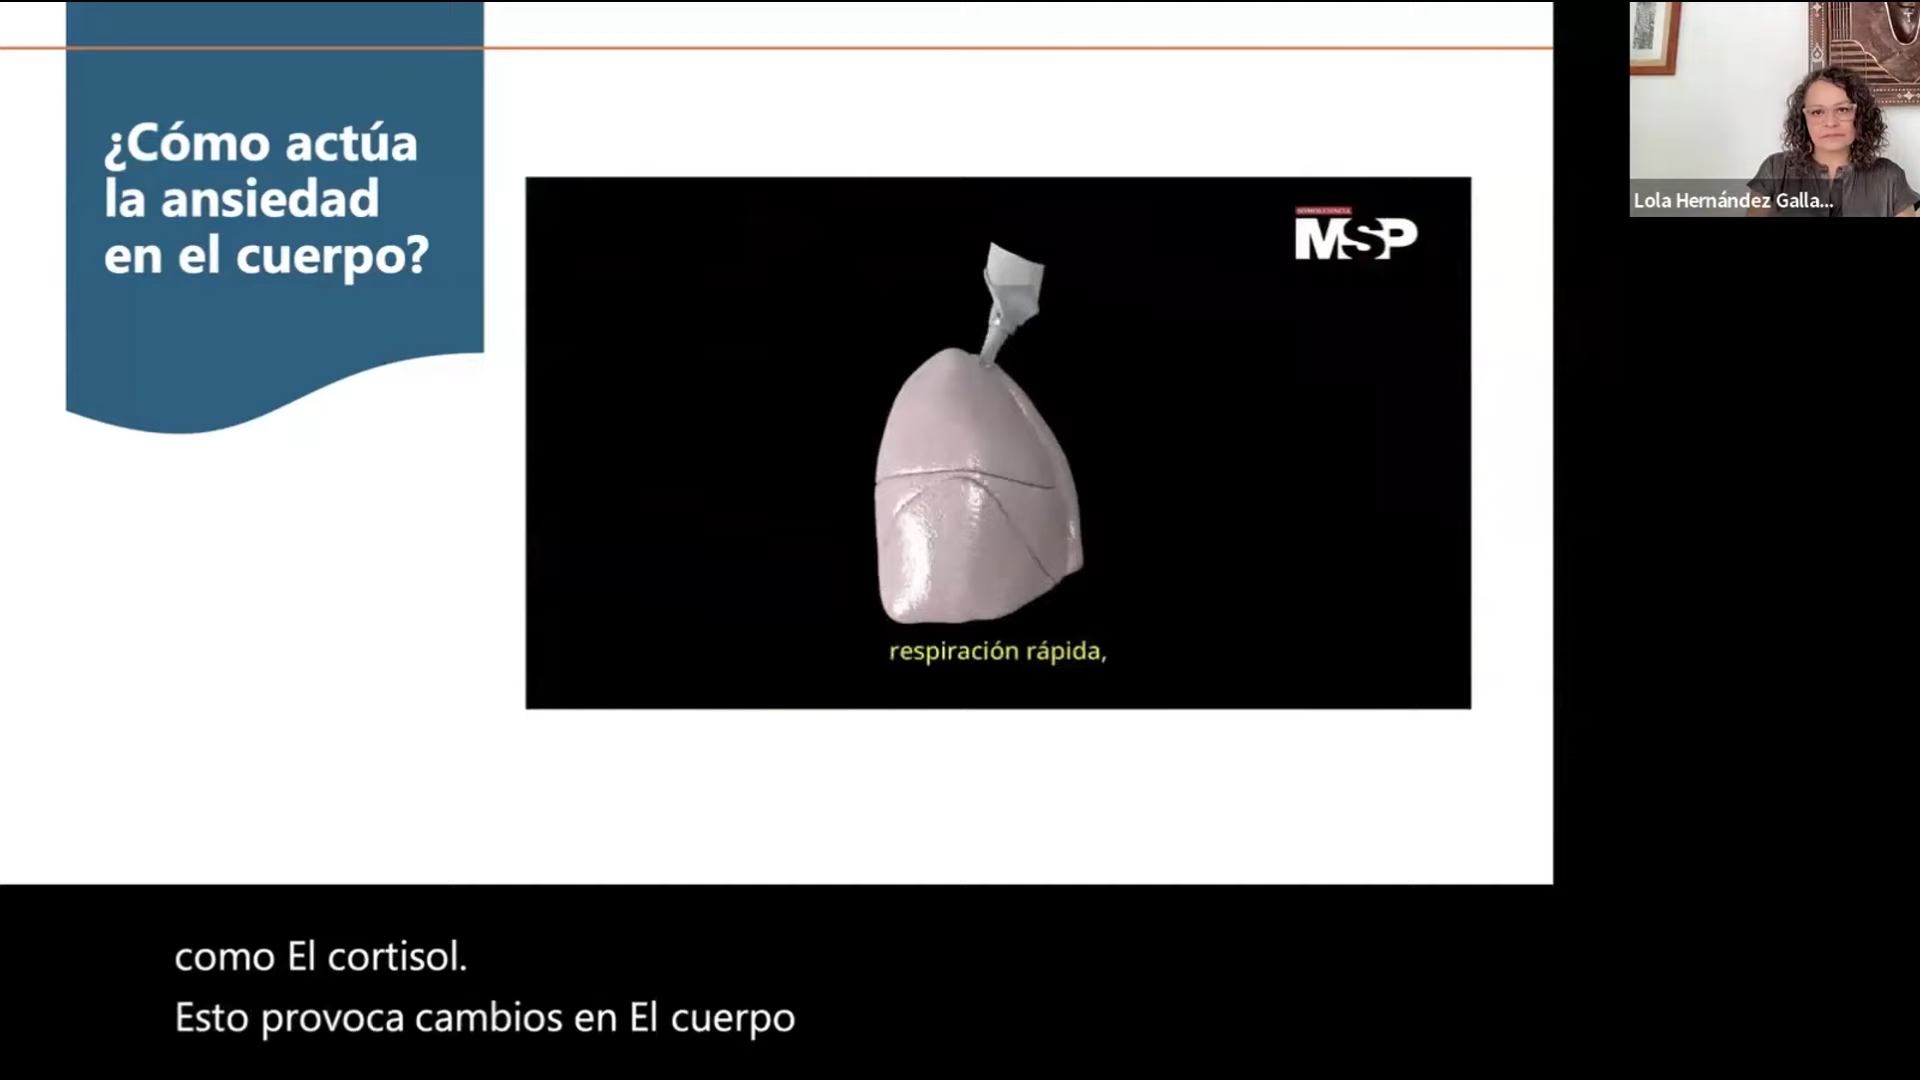 ¿Cómo actúa
la ansiedad
en el cuerpo?
MSP
respiración rápida,
Lola Hernández Galla...
como El cortisol.
Esto provoca cambios en El cuerpo